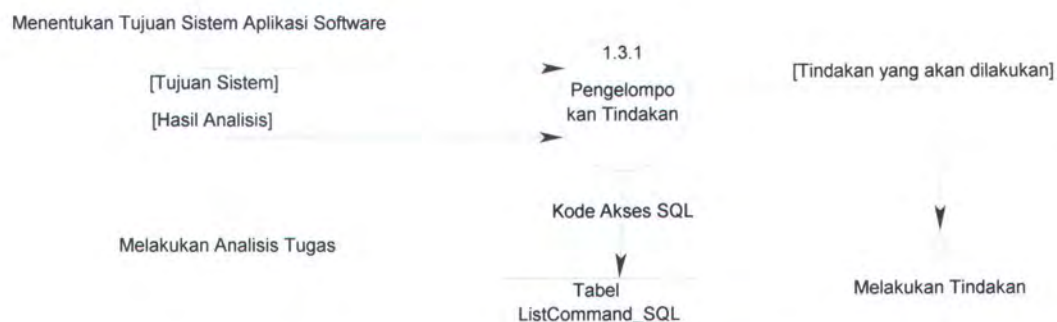 Menentukan Tujuan Sistem Aplikasi Software
[Tujuan Sistem]
[Hasil Analisis]
1.3.1
Pengelompo
kan Tindakan
[Tindakan yang akan dilakukan]
Kode Akses SQL
Melakukan Analisis Tugas
Tabel
ListCommand_SQL
Melakukan Tindakan